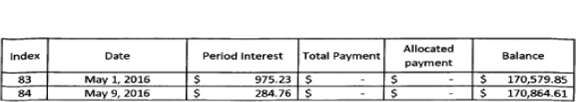 Index Date Period Interest Total Payment Allocated payment Balance
83 May 1, 2016 $ 975.23 $ - $ - $ 170,579.85
84 May 9, 2016 $ 284.76 $ - $ - $ 170,864.61